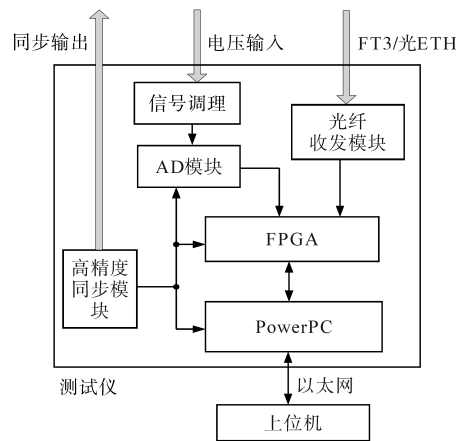 同步输出
电压输入
FT3/光ETH
信号调理
光纤
收发模块
AD模块
FPGA
高精度
同步模
块
PowerPC
测试仪
以太网
上位机